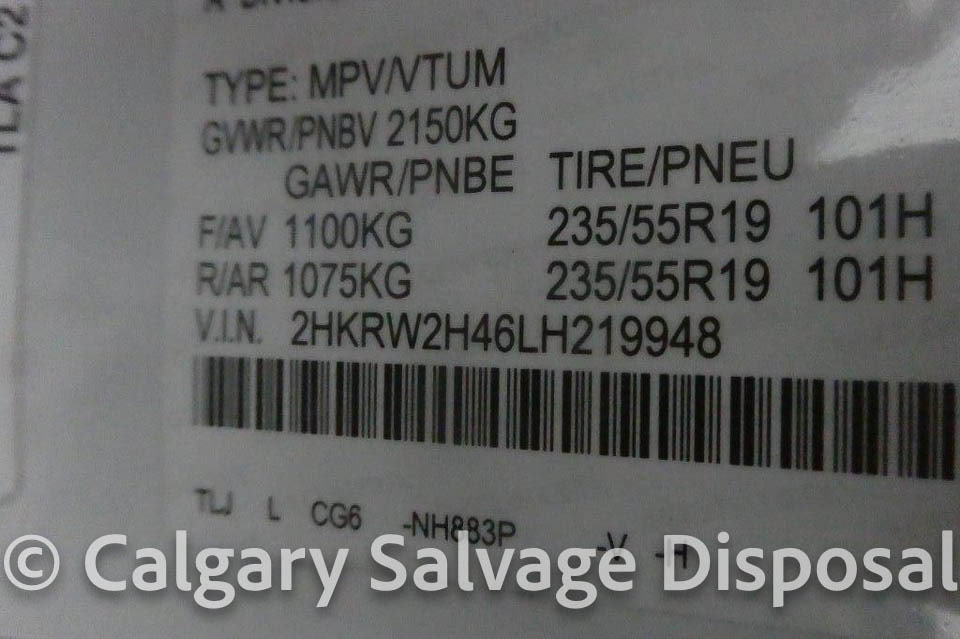 TYPE: MPV/VTUM
GVWR/PNBV 2150KG
GAWR/PNBE TIRE/PNEU
F/AV 1100KG 235/55R19 101H
R/AR 1075KG 235/55R19 101H
V.I.N. 2HKRW2H46LH219948
TLJ L CG6 -NH883P -V -H
© Calgary Salvage Disposal